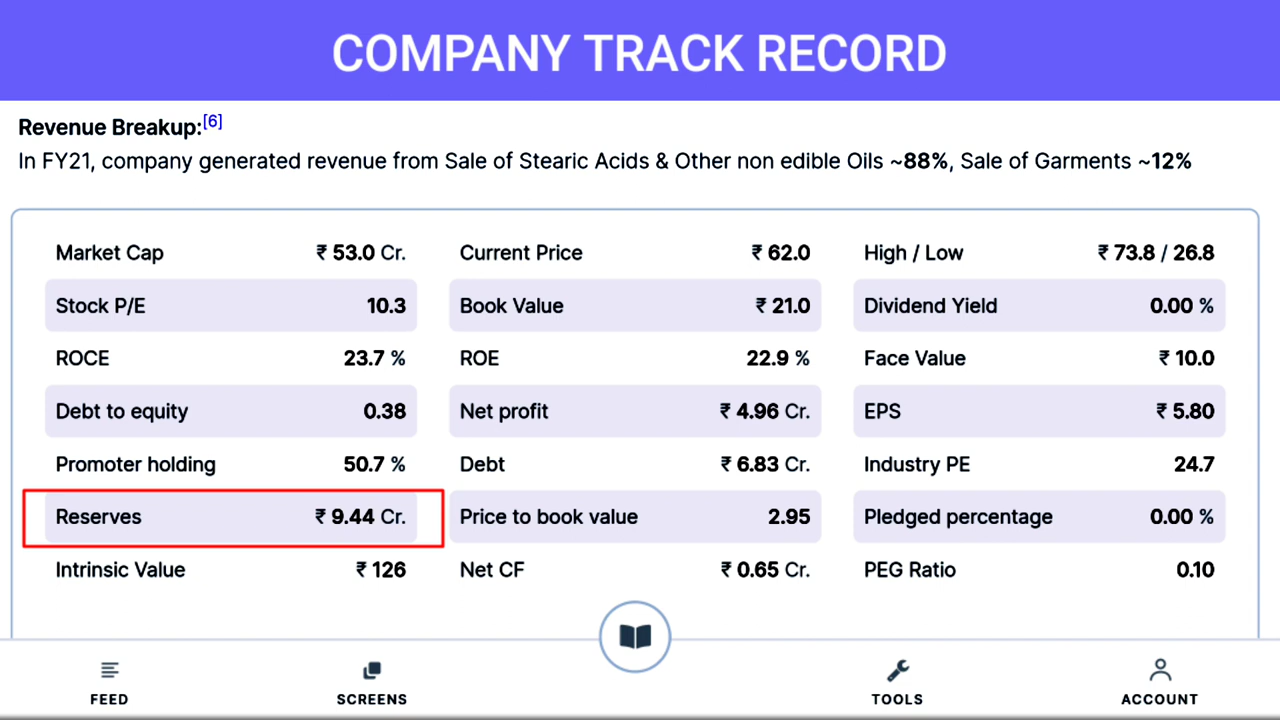 COMPANY TRACK RECORD
Revenue Breakup:[6]
In FY21, company generated revenue from Sale of Stearic Acids & Other non edible Oils ~88%, Sale of Garments ~12%
Market Cap ₹ 53.0 Cr. Current Price ₹ 62.0 High / Low ₹ 73.8 / 26.8
Stock P/E 10.3 Book Value ₹ 21.0 Dividend Yield 0.00 %
ROCE 23.7 % ROE 22.9 % Face Value ₹ 10.0
Debt to equity 0.38 Net profit ₹ 4.96 Cr. EPS ₹ 5.80
Promoter holding 50.7 % Debt ₹ 6.83 Cr. Industry PE 24.7
Reserves ₹ 9.44 Cr. Price to book value 2.95 Pledged percentage 0.00 %
Intrinsic Value ₹ 126 Net CF ₹ 0.65 Cr. PEG Ratio 0.10
FEED SCREENS TOOLS ACCOUNT